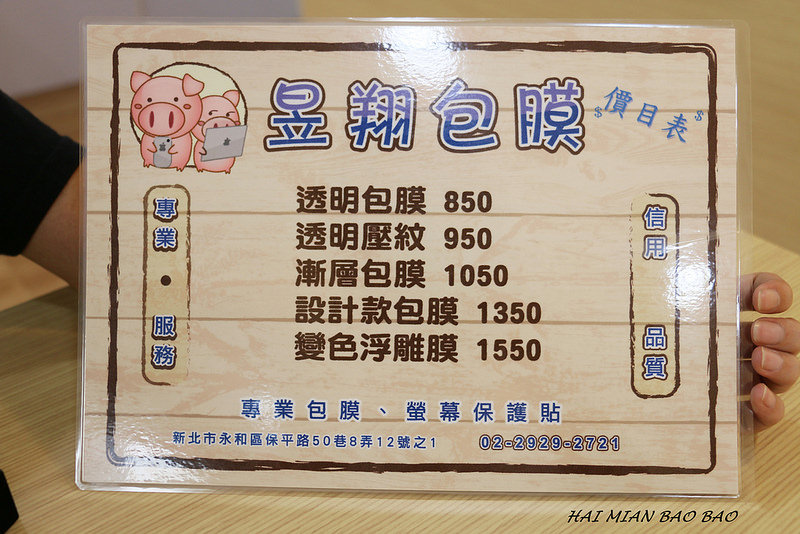 昱翔包膜
$價目表$
透明包膜 850
透明壓紋 950
漸層包膜 1050
設計款包膜 1350
變色浮雕膜 1550
專業・服務
信用 品質
專業包膜、螢幕保護貼
新北市永和區保平路50巷8弄12號之1 02-2929-2721
HAI MIAN BAO BAO